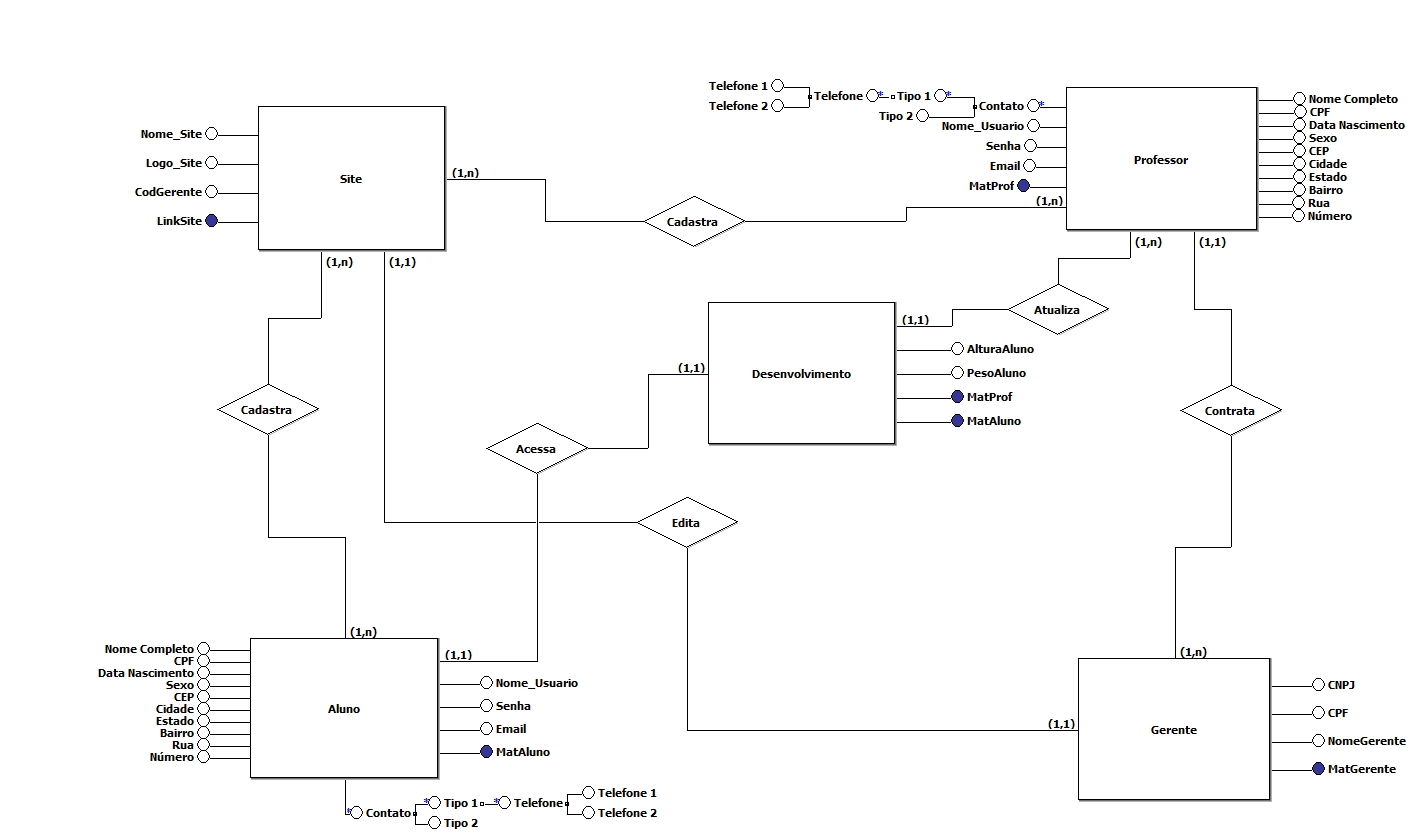 Nome_Site
Logo_Site
CodGerente
LinkSite
Site
(1,n)
(1,n)
(1,1)
Cadastra
Telefone 1
Telefone 2
Telefone *
Tipo 1 *
Tipo 2
Contato *
Nome_Usuario
Senha
Email
MatProf
(1,n)
Professor
Nome Completo
CPF
Data Nascimento
Sexo
CEP
Cidade
Estado
Bairro
Rua
Número
(1,n)
(1,1)
Atualiza
(1,1)
Desenvolvimento
(1,1)
AlturaAluno
PesoAluno
MatProf
MatAluno
Cadastra
Acessa
Contrata
Edita
(1,n)
(1,1)
Nome Completo
CPF
Data Nascimento
Sexo
CEP
Cidade
Estado
Bairro
Rua
Número
Aluno
Nome_Usuario
Senha
Email
MatAluno
* Contato
* Tipo 1
Tipo 2
* Telefone
Telefone 1
Telefone 2
(1,n)
(1,1)
Gerente
CNPJ
CPF
NomeGerente
MatGerente